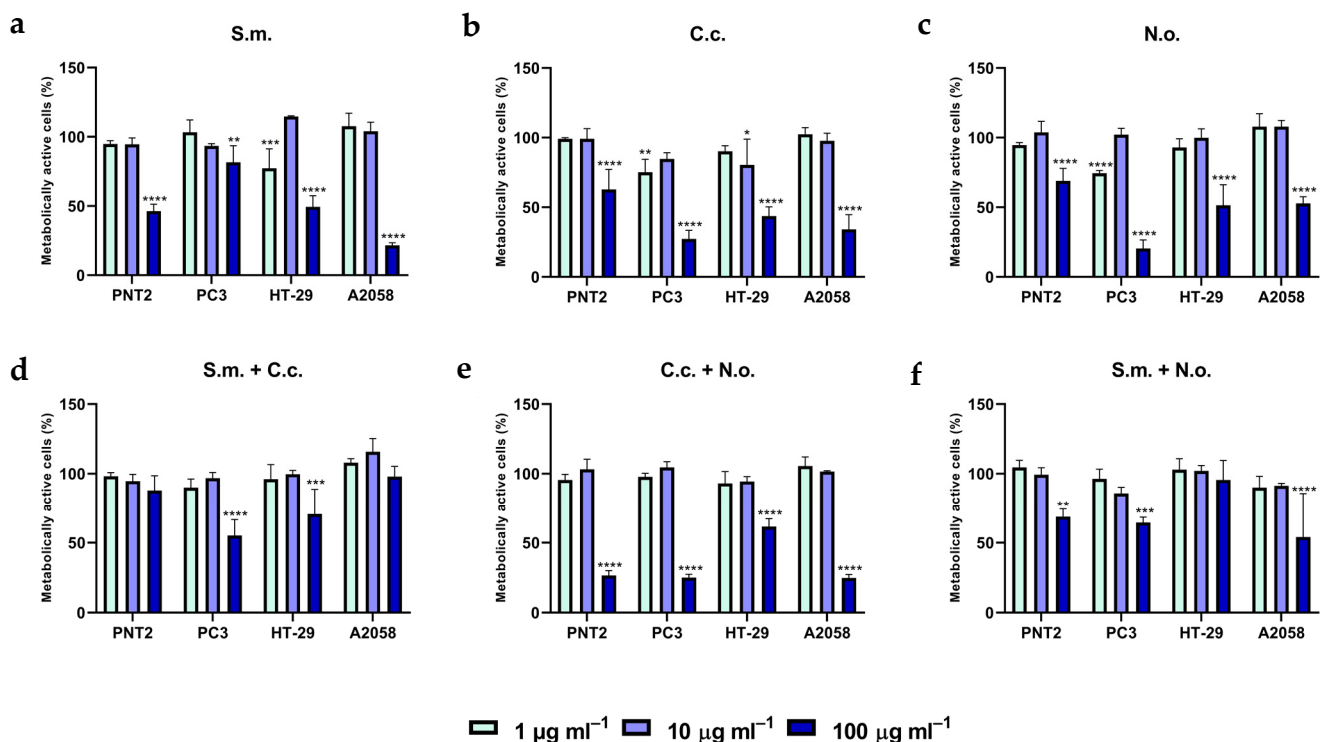 a
S.m.
Metabolically active cells (%)
150
100
50
0
****
**
***
****
****
PNT2 PC3 HT-29 A2058
b
C.c.
Metabolically active cells (%)
150
100
50
0
****
**
****
*
****
****
PNT2 PC3 HT-29 A2058
c
N.o.
Metabolically active cells (%)
150
100
50
0
****
****
****
****
****
PNT2 PC3 HT-29 A2058
d
S.m. + C.c.
Metabolically active cells (%)
150
100
50
0
****
***
PNT2 PC3 HT-29 A2058
e
C.c. + N.o.
Metabolically active cells (%)
150
100
50
0
****
****
****
****
PNT2 PC3 HT-29 A2058
f
S.m. + N.o.
Metabolically active cells (%)
150
100
50
0
**
***
****
PNT2 PC3 HT-29 A2058
1 µg ml⁻¹ 10 µg ml⁻¹ 100 µg ml⁻¹